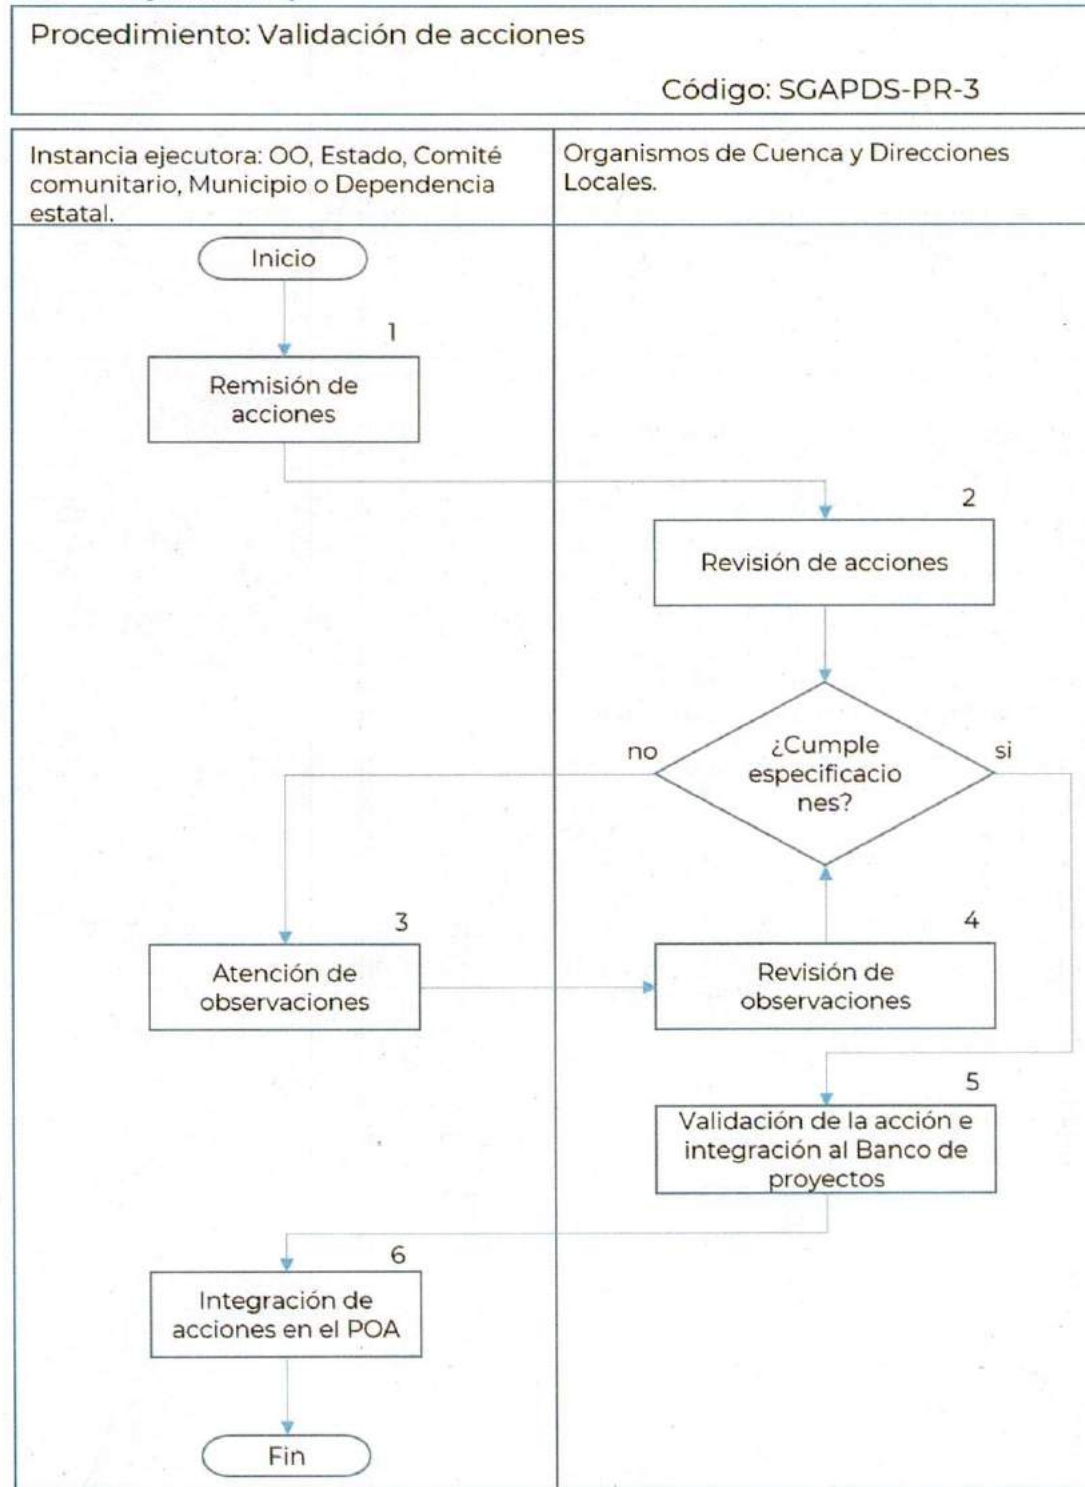 Procedimiento: Validación de acciones
Código: SGAPDS-PR-3
Instancia ejecutora: OO, Estado, Comité
comunitario, Municipio o Dependencia
estatal.
Organismos de Cuenca y Direcciones
Locales.
Inicio
1
Remisión de
acciones
2
Revisión de acciones
no
¿Cumple
especificacio
nes?
si
3
Atención de
observaciones
4
Revisión de
observaciones
5
Validación de la acción e
integración al Banco de
proyectos
6
Integración de
acciones en el POA
Fin